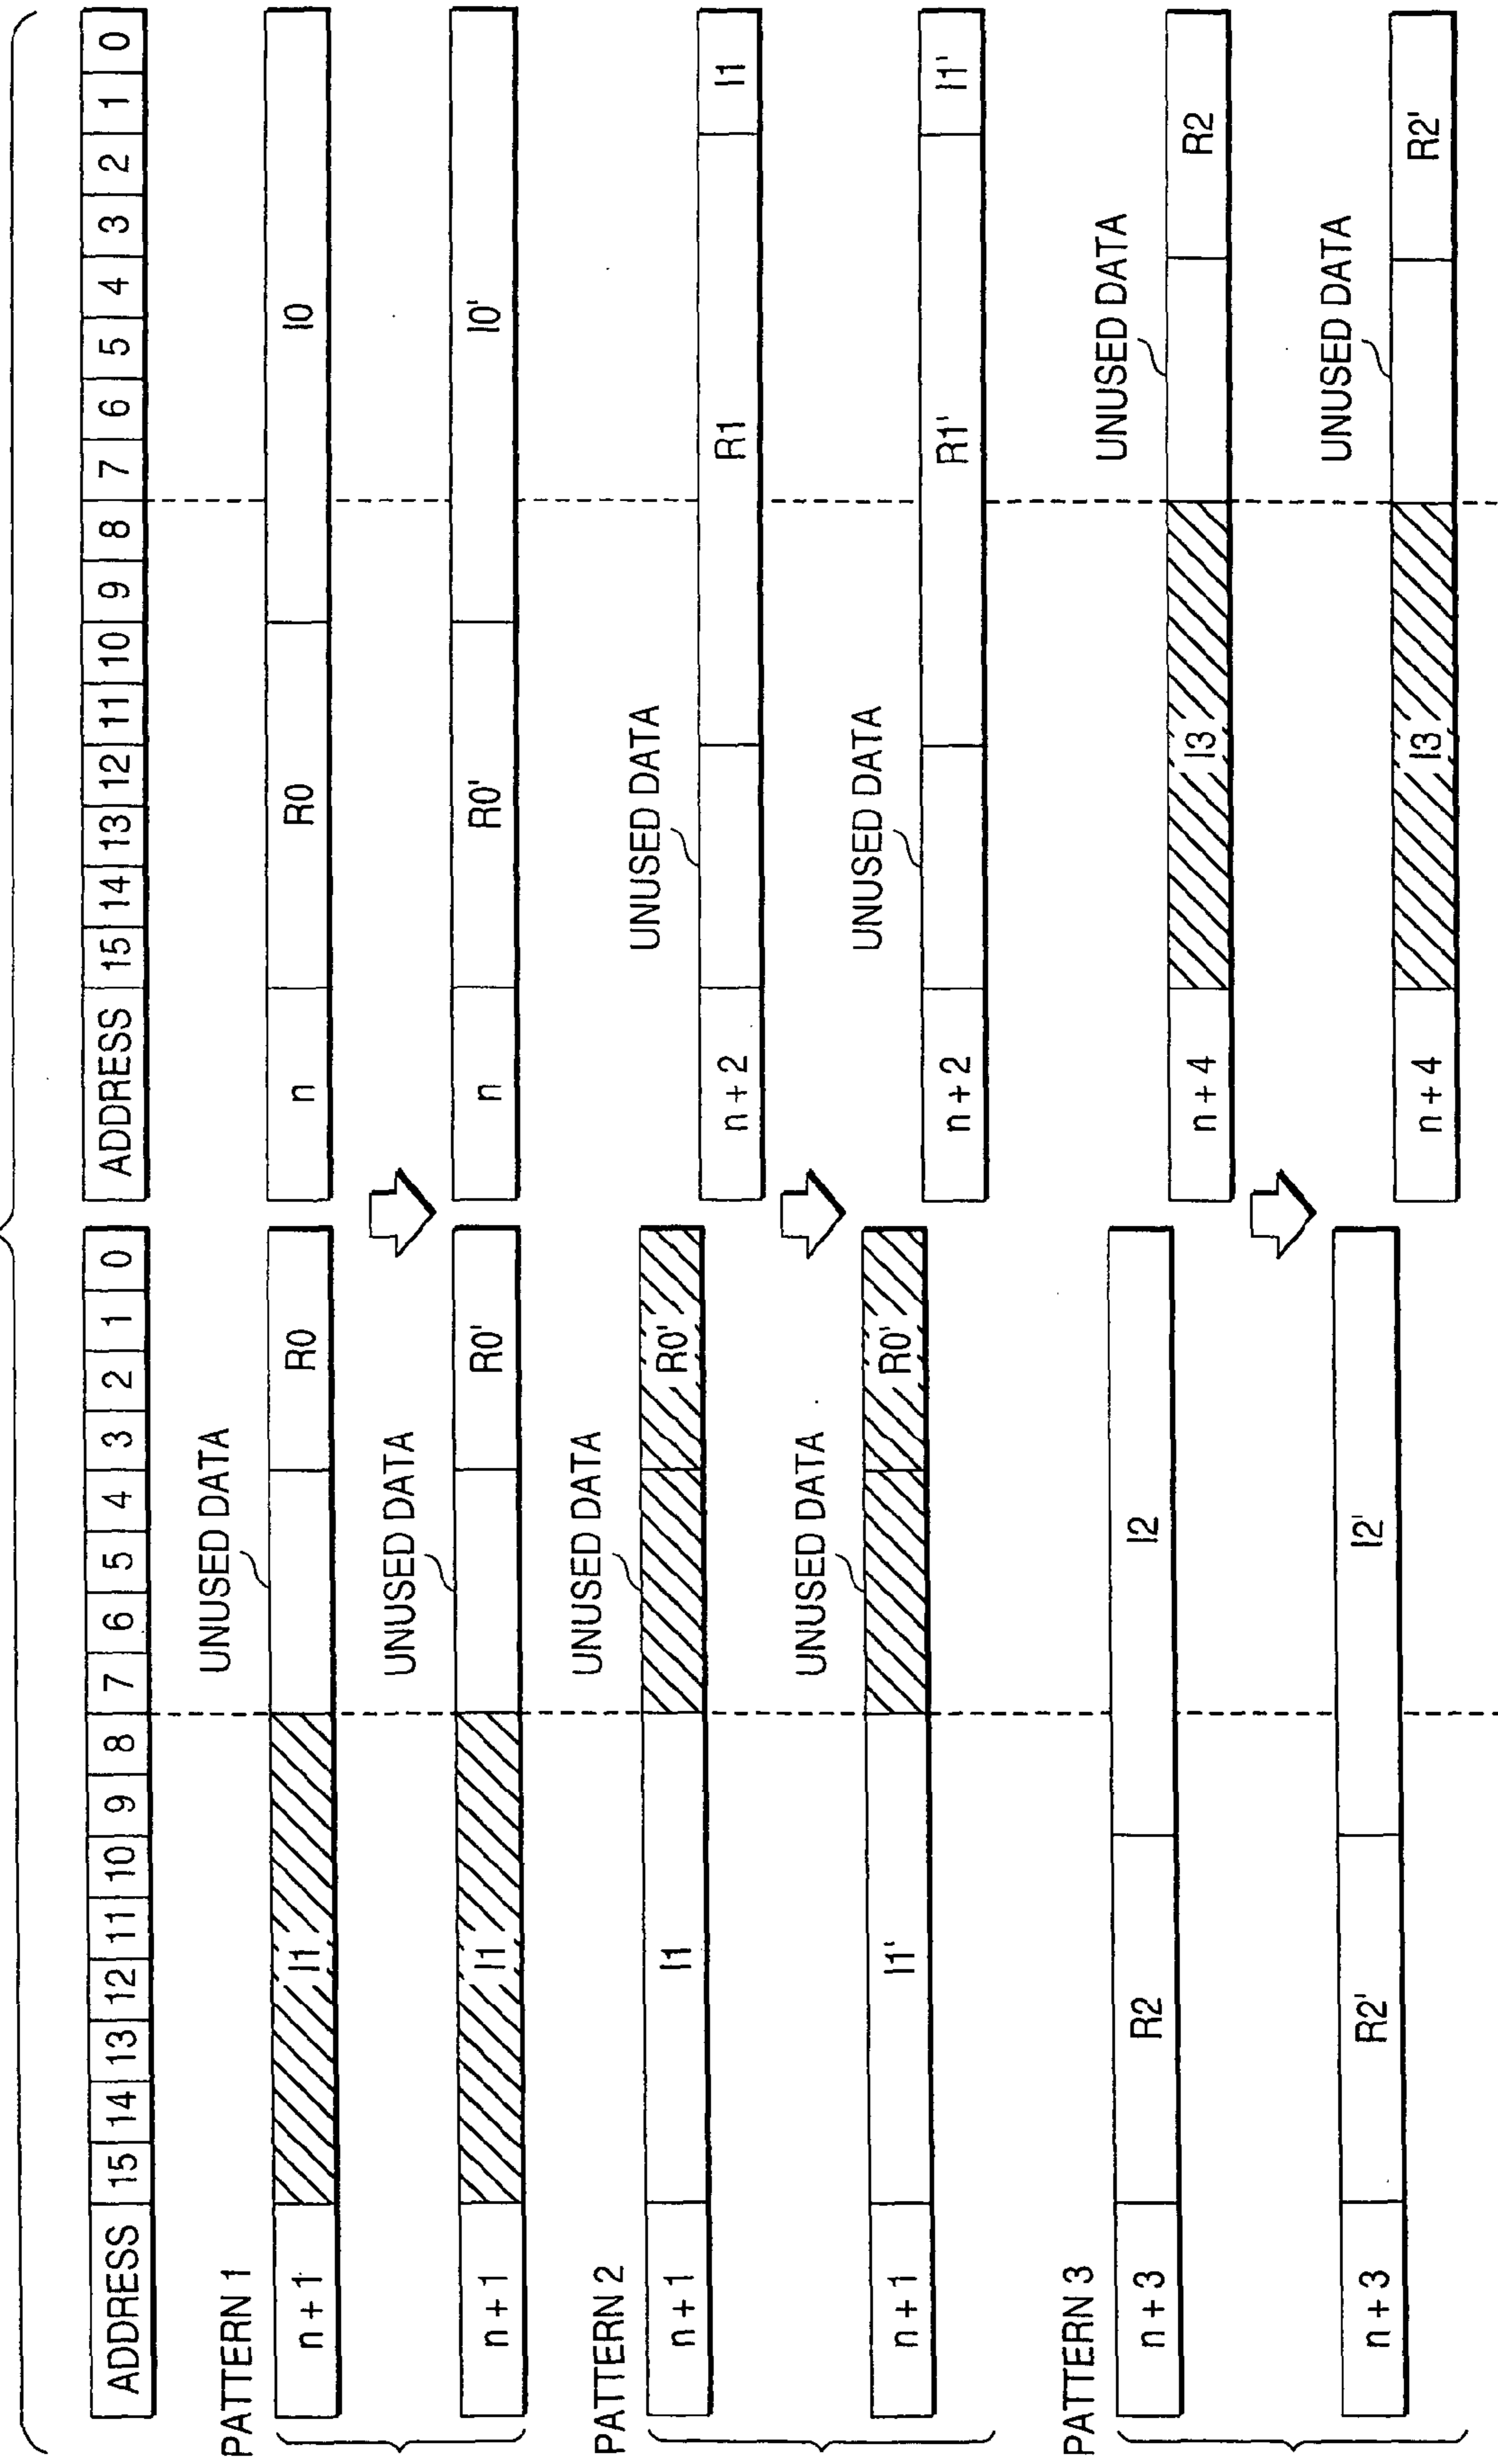 ADDRESS 15 14 13 12 11 10 9 8 7 6 5 4 3 2 1 0 ADDRESS 15 14 13 12 11 10 9 8 7 6 5 4 3 2 1 0
PATTERN 1
UNUSED DATA
n + 1 I1 R0 n R0 I0
UNUSED DATA
n + 1 I1 R0' n R0' I0'
PATTERN 2
UNUSED DATA
UNUSED DATA
n + 1 I1 R0' n + 2 R1 I1
UNUSED DATA
UNUSED DATA
n + 1 I1' R0' n + 2 R1' I1'
PATTERN 3
UNUSED DATA
n + 3 R2 I2 n + 4 I3 R2
UNUSED DATA
n + 3 R2' I2' n + 4 I3 R2'